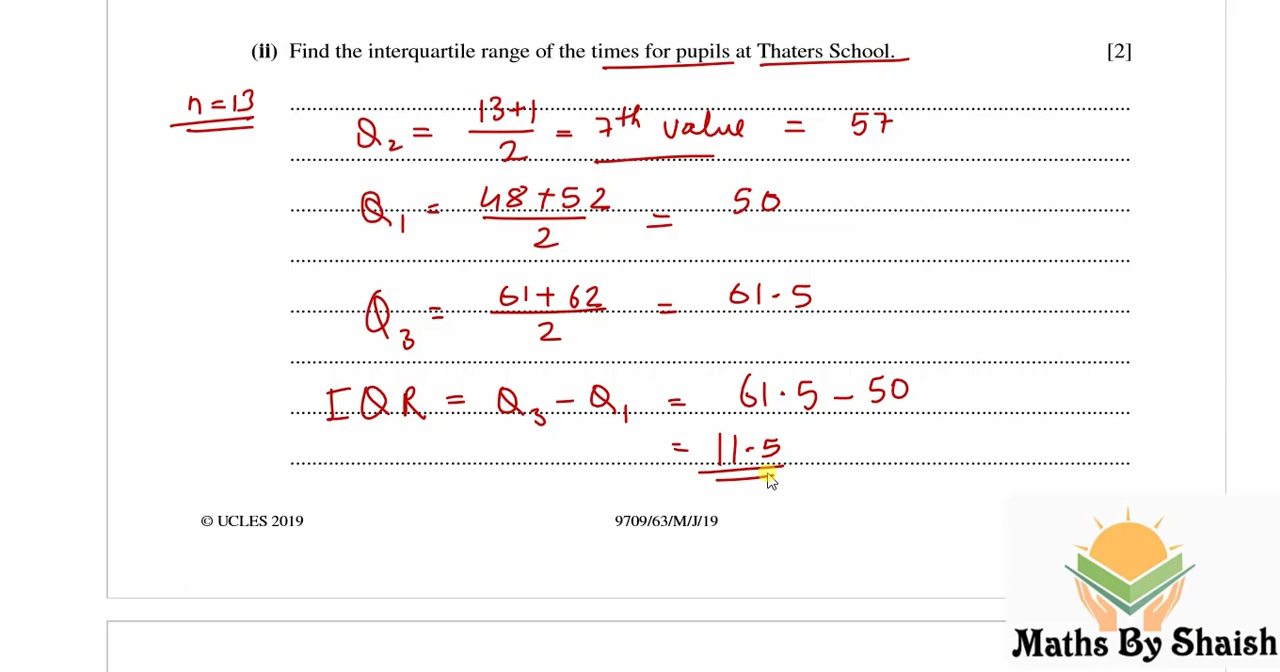 (ii) Find the interquartile range of the times for pupils at Thaters School. [2]
n = 13
Q2 = 13+1/2 = 7th value = 57
Q1 = 48+52/2 = 50
Q3 = 61+62/2 = 61.5
IQR = Q3 - Q1 = 61.5 - 50
= 11.5
© UCLES 2019 9709/63/M/J/19
Maths By Shaish